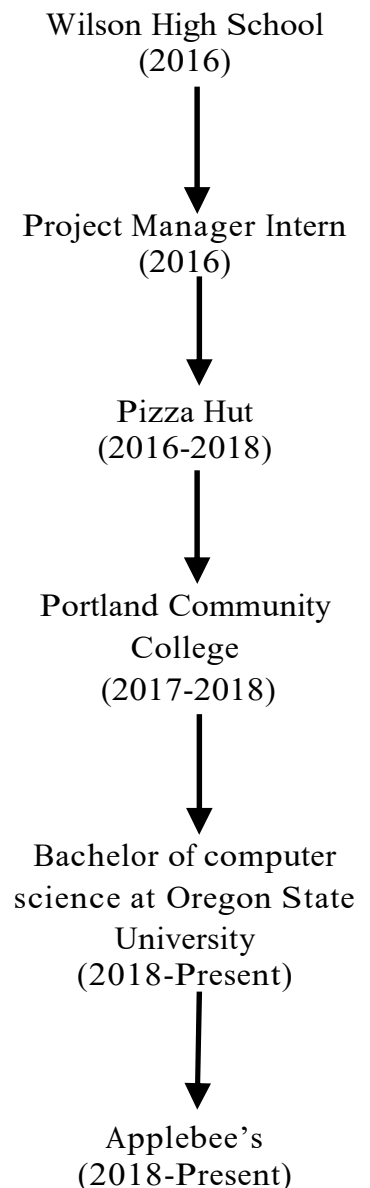 Wilson High School
(2016)
Project Manager Intern
(2016)
Pizza Hut
(2016-2018)
Portland Community
College
(2017-2018)
Bachelor of computer
science at Oregon State
University
(2018-Present)
Applebee’s
(2018-Present)